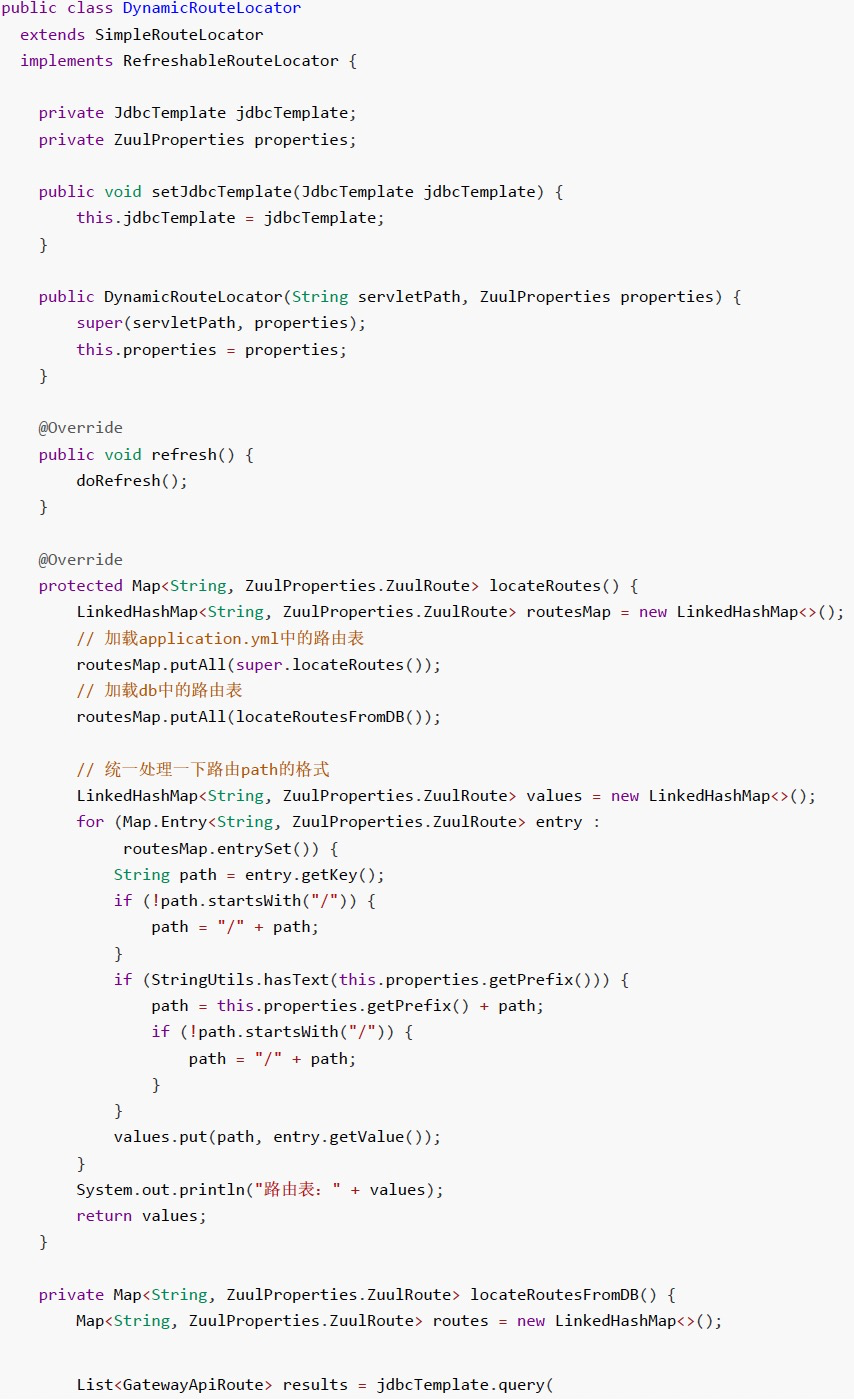 public class DynamicRouteLocator
  extends SimpleRouteLocator
  implements RefreshableRouteLocator {

    private JdbcTemplate jdbcTemplate;
    private ZuulProperties properties;

    public void setJdbcTemplate(JdbcTemplate jdbcTemplate) {
        this.jdbcTemplate = jdbcTemplate;
    }

    public DynamicRouteLocator(String servletPath, ZuulProperties properties) {
        super(servletPath, properties);
        this.properties = properties;
    }

    @Override
    public void refresh() {
        doRefresh();
    }

    @Override
    protected Map<String, ZuulProperties.ZuulRoute> locateRoutes() {
        LinkedHashMap<String, ZuulProperties.ZuulRoute> routesMap = new LinkedHashMap<>();
        // 加载application.yml中的路由表
        routesMap.putAll(super.locateRoutes());
        // 加载db中的路由表
        routesMap.putAll(locateRoutesFromDB());

        // 统一处理一下路由path的格式
        LinkedHashMap<String, ZuulProperties.ZuulRoute> values = new LinkedHashMap<>();
        for (Map.Entry<String, ZuulProperties.ZuulRoute> entry :
             routesMap.entrySet()) {
            String path = entry.getKey();
            if (!path.startsWith("/")) {
                path = "/" + path;
            }
            if (StringUtils.hasText(this.properties.getPrefix())) {
                path = this.properties.getPrefix() + path;
                if (!path.startsWith("/")) {
                    path = "/" + path;
                }
            }
            values.put(path, entry.getValue());
        }
        System.out.println("路由表：" + values);
        return values;
    }

    private Map<String, ZuulProperties.ZuulRoute> locateRoutesFromDB() {
        Map<String, ZuulProperties.ZuulRoute> routes = new LinkedHashMap<>();

        List<GatewayApiRoute> results = jdbcTemplate.query(